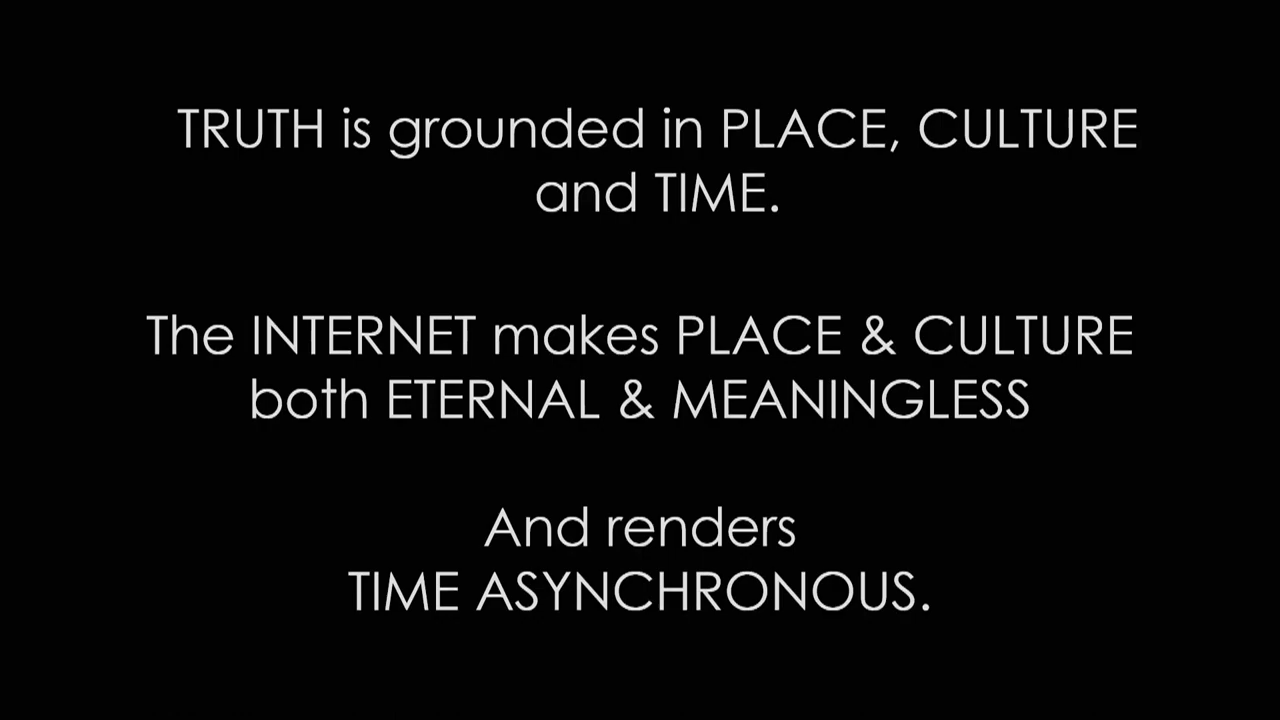 TRUTH is grounded in PLACE, CULTURE
and TIME.
The INTERNET makes PLACE & CULTURE
both ETERNAL & MEANINGLESS
And renders
TIME ASYNCHRONOUS.